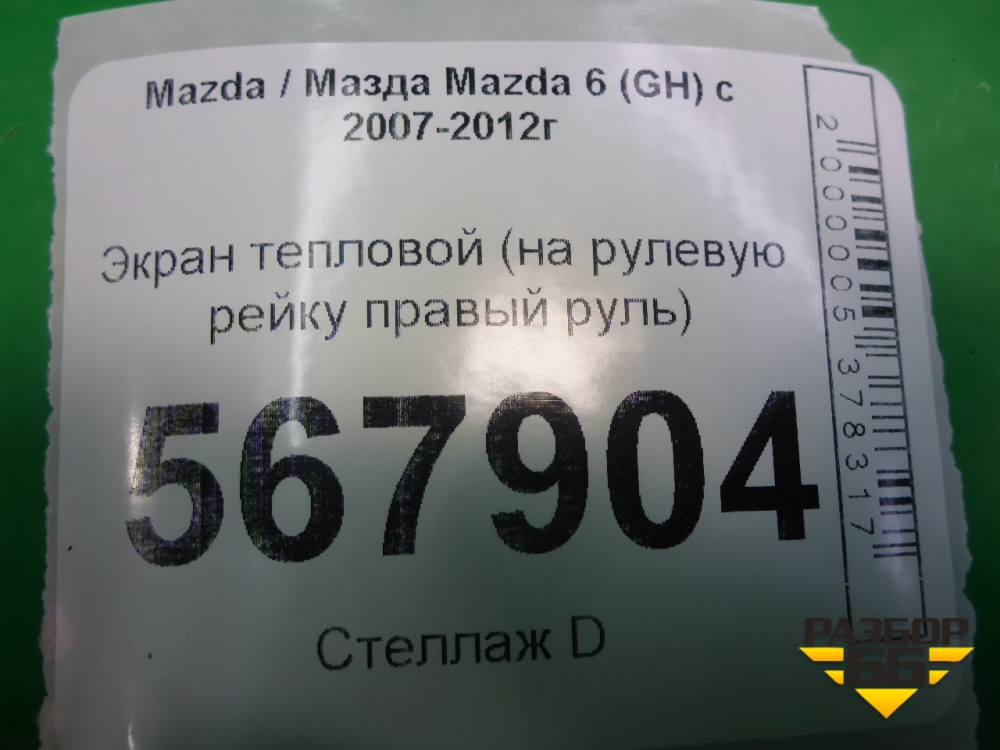 Mazda / Мазда Mazda 6 (GH) с
2007-2012г
Экран тепловой (на рулевую
рейку правый руль)
567904
Стеллаж D
2000005378317
РАЗБОР
66